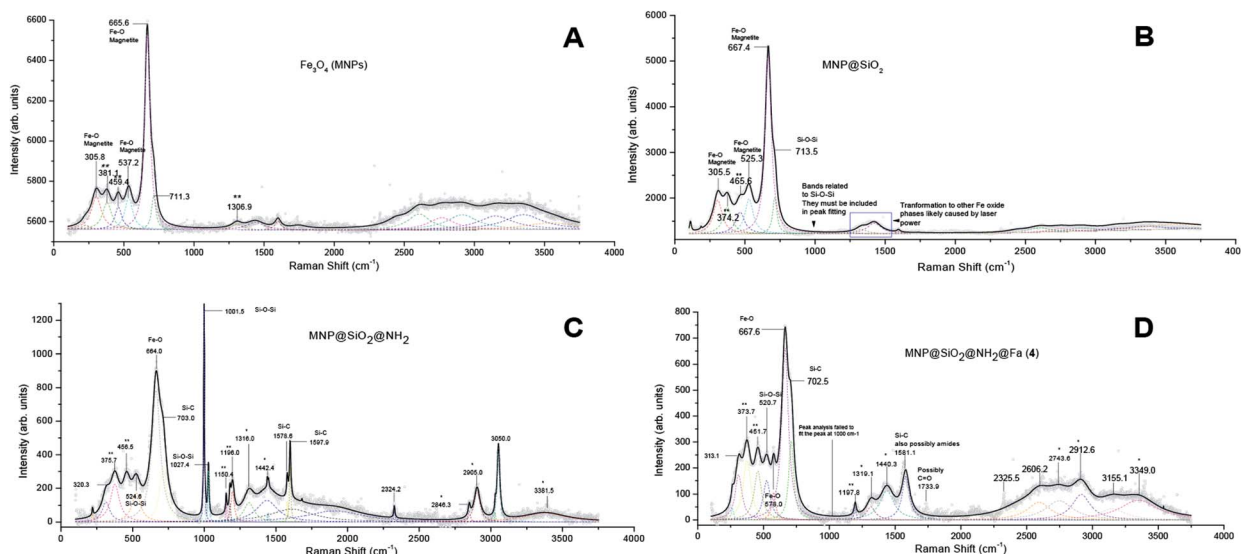 A
Fe3O4 (MNPs)
665.6
Fe-O
Magnetite
Fe-O
Magnetite
305.8
**
381.1
**
459.4
Fe-O
Magnetite
537.2
711.3
**
1306.9
6600
6400
6200
6000
5800
5600
0 500 1000 1500 2000 2500 3000 3500 4000
Intensity (arb. units)
Raman Shift (cm-1)
B
MNP@SiO2
Fe-O
Magnetite
667.4
Fe-O
Magnetite
305.5
**
374.2
**
465.6
Fe-O
Magnetite
525.3
Si-O-Si
713.5
Bands related
to Si-O-Si
They must be included
in peak fitting
Tranformation to other Fe oxide
phases likely caused by laser
power
6000
5000
4000
3000
2000
1000
0 500 1000 1500 2000 2500 3000 3500 4000
Intensity (arb. units)
Raman Shift (cm-1)
C
MNP@SiO2@NH2
1001.5 Si-O-Si
Fe-O
664.0
Si-C
703.0
320.3
**
375.7
**
456.5
524.6
Si-O-Si
Si-O-Si
1027.4
**
1150.4
**
1196.0
*
1316.0
*
1442.4
Si-C
1578.6
Si-C
1597.9
2324.2
*
2846.3
*
2905.0
3050.0
*
3381.5
1200
1000
800
600
400
200
0
0 500 1000 1500 2000 2500 3000 3500 4000
Intensity (arb. units)
Raman Shift (cm-1)
D
MNP@SiO2@NH2@Fa (4)
Fe-O
667.6
Si-C
702.5
313.1
**
373.7
**
451.7
Si-O-Si
520.7
Fe-O
578.0
Peak analysis failed to
fit the peak at 1000 cm-1
**
1197.8
*
1319.1
*
1440.3
Si-C
also possibly amides
1581.1
Possibly
C=O
1733.9
2325.5
2606.2
*
2743.6
*
2912.6
3155.1
*
3349.0
800
700
600
500
400
300
200
100
0
0 500 1000 1500 2000 2500 3000 3500 4000
Intensity (arb. units)
Raman Shift (cm-1)